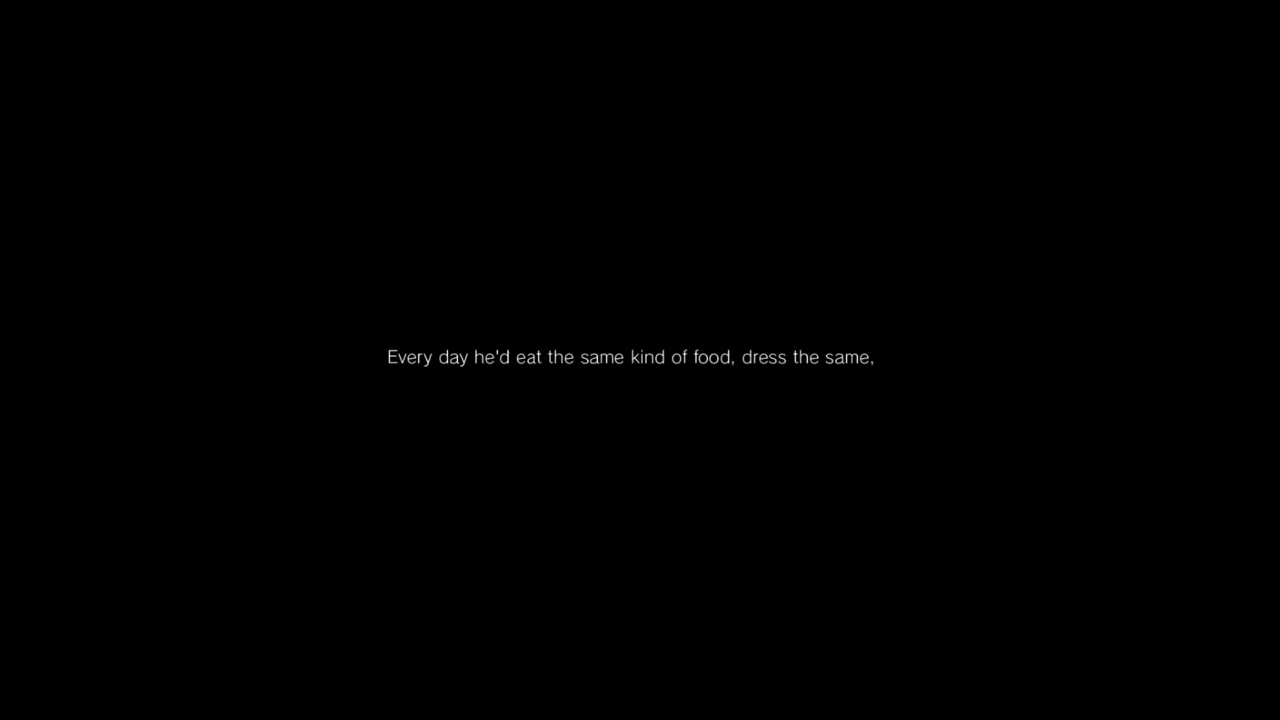 Every day he'd eat the same kind of food, dress the same,